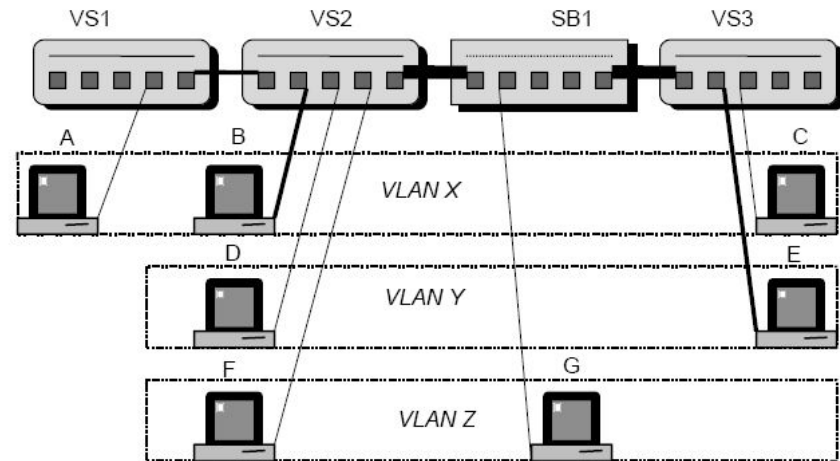 VS1 VS2 SB1 VS3
A B C
VLAN X
D E
VLAN Y
F G
VLAN Z